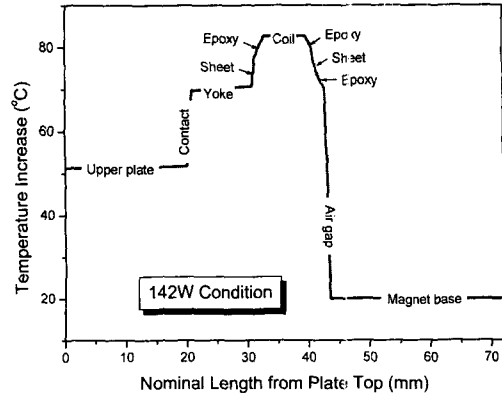 Temperature Increase (°C)
80
60
40
20
Epoxy
Coil
Epoxy
Sheet
Sheet
Epoxy
Yoke
Contact
Upper plate
Air gap
142W Condition
Magnet base
0 10 20 30 40 50 60 70
Nominal Length from Plate Top (mm)